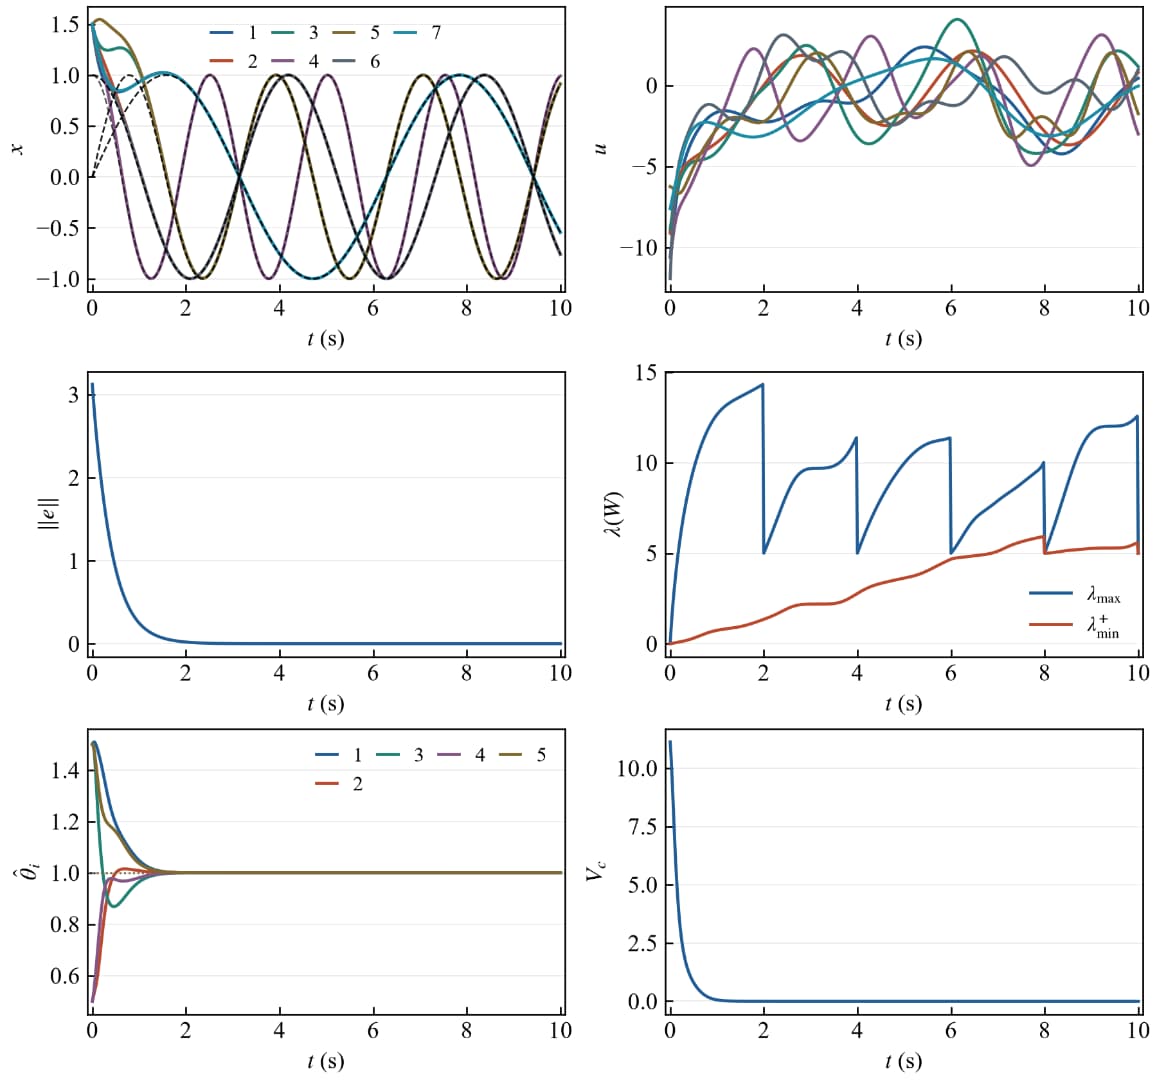 1.5
1.0
0.5
0.0
−0.5
−1.0
x
1 3 5 7
2 4 6
0 2 4 6 8 10
t (s)
0
−5
−10
u
0 2 4 6 8 10
t (s)
3
2
1
0
||e||
0 2 4 6 8 10
t (s)
15
10
5
0
λ(W)
λmax
λ+min
0 2 4 6 8 10
t (s)
1.4
1.2
1.0
0.8
0.6
θ̂i
1 3 4 5
2
0 2 4 6 8 10
t (s)
10.0
7.5
5.0
2.5
0.0
Vc
0 2 4 6 8 10
t (s)